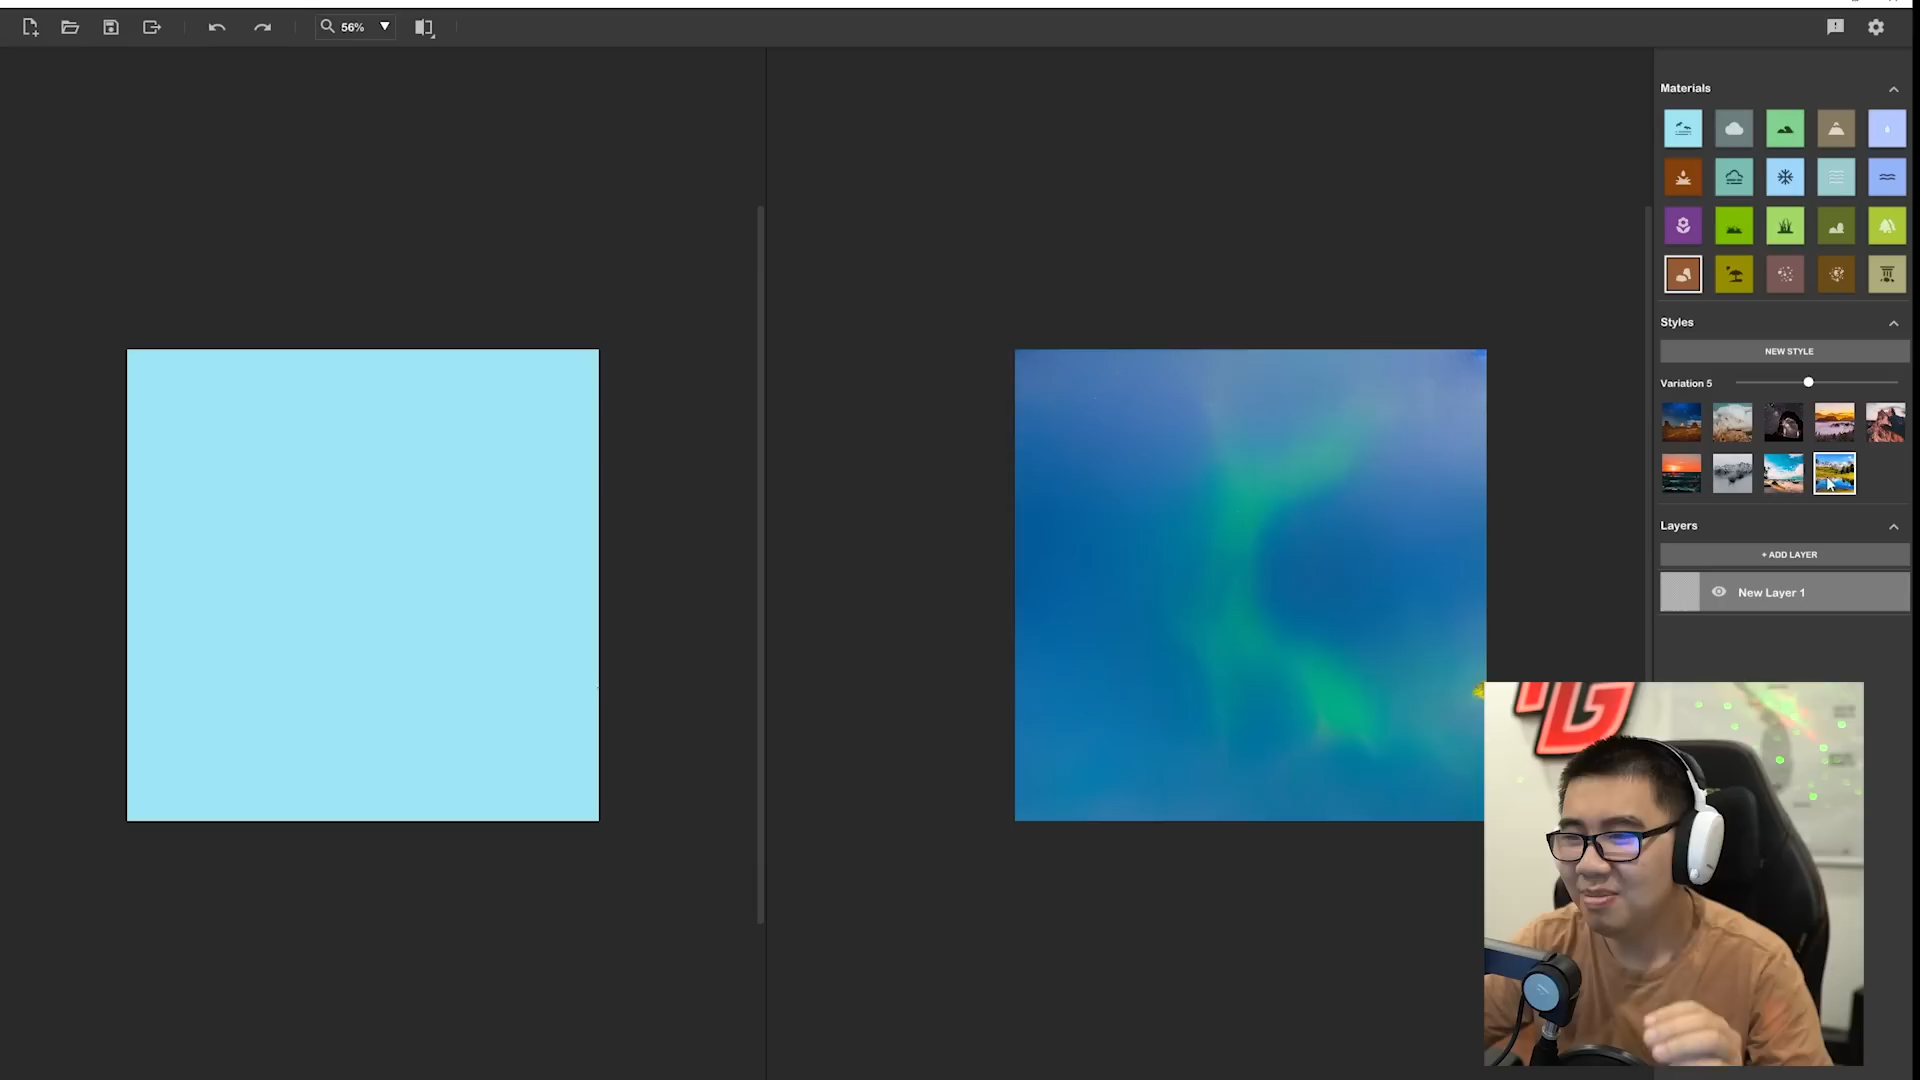 56%
Materials
Styles
NEW STYLE
Variation 5
Layers
+ ADD LAYER
New Layer 1
G